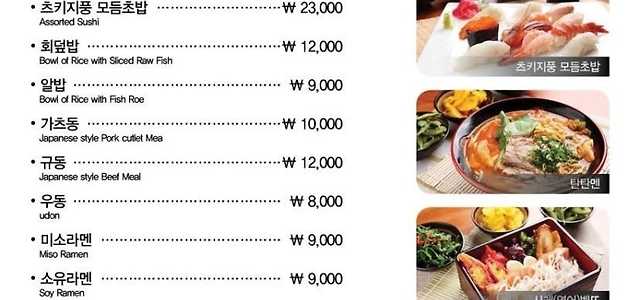 • 츠키지풍 모듬초밥 ₩ 23,000
Assorted Sushi
• 회덮밥 ₩ 12,000
Bowl of Rice with Sliced Raw Fish
• 알밥 ₩ 9,000
Bowl of Rice with Fish Roe
• 가츠동 ₩ 10,000
Japanese style Pork cutlet Mea
• 규동 ₩ 12,000
Japanese style Beef Meal
• 우동 ₩ 8,000
udon
• 미소라멘 ₩ 9,000
Miso Ramen
• 소유라멘 ₩ 9,000
Soy Ramen
츠키지풍 모듬초밥
탄탄멘